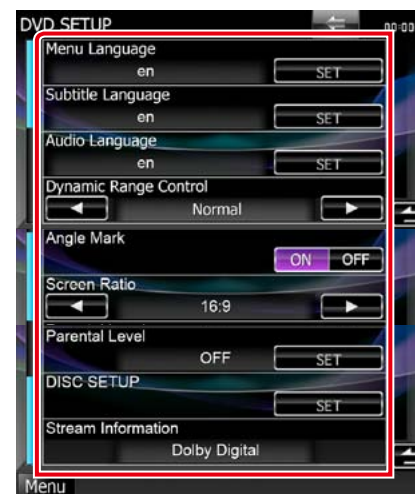 DVD SETUP 00:00
Menu Language
en SET
Subtitle Language
en SET
Audio Language
en SET
Dynamic Range Control
Normal
Angle Mark
ON OFF
Screen Ratio
16:9
Parental Level
OFF SET
DISC SETUP
SET
Stream Information
Dolby Digital
Menu